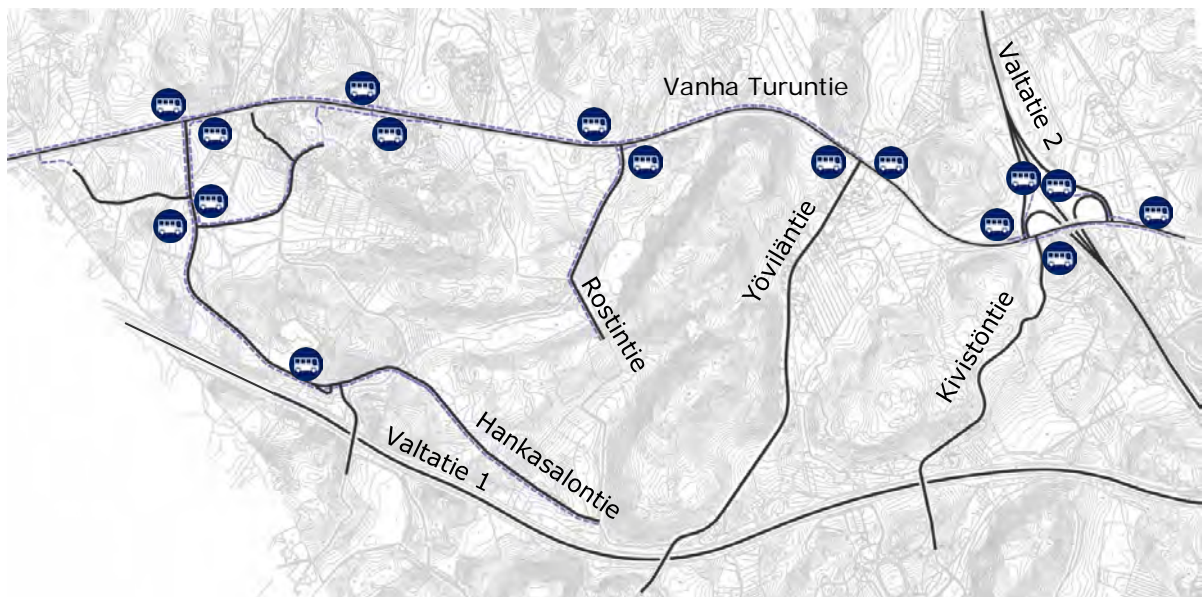 Vanha Turuntie
Valtatie 2
Yöviläntie
Rostintie
Kivistöntie
Hankasalontie
Valtatie 1